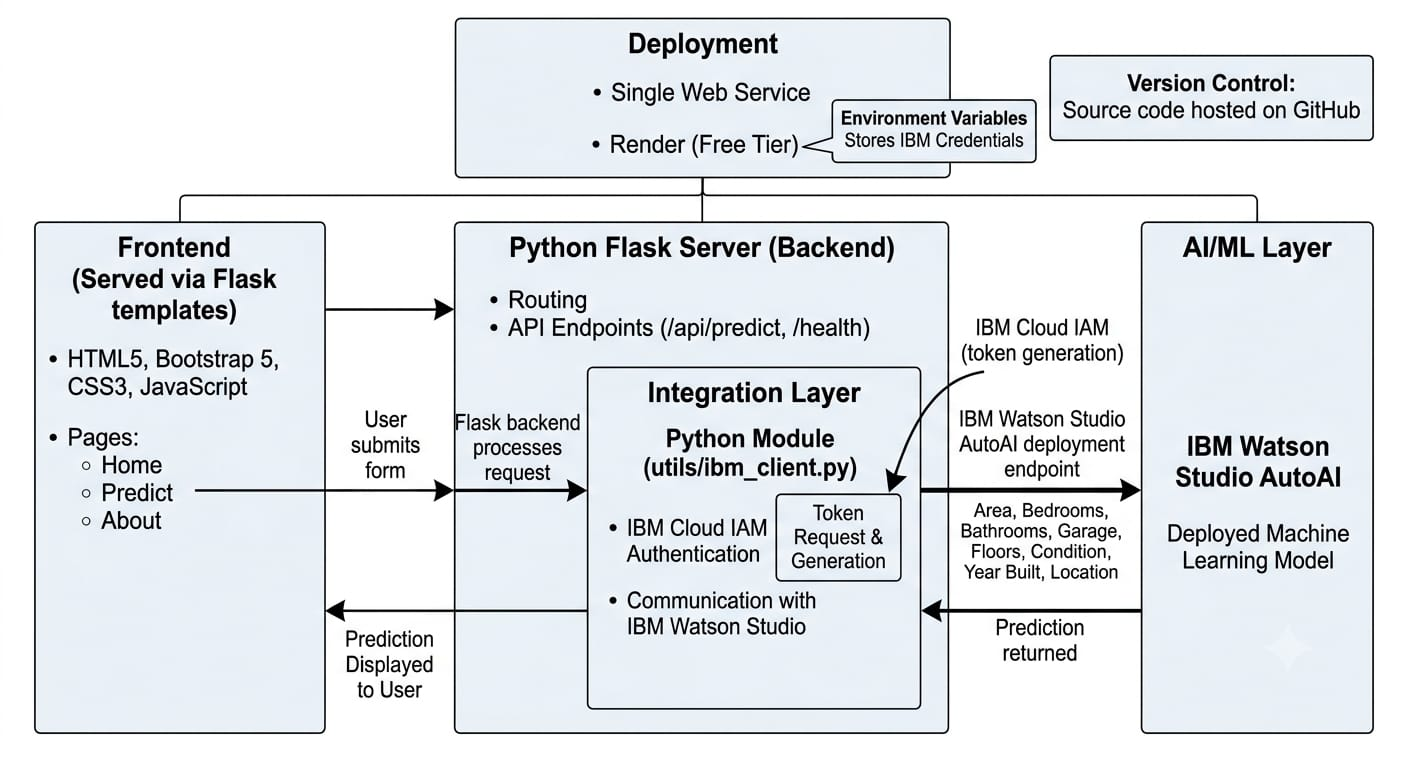 Deployment
• Single Web Service
• Render (Free Tier)
Environment Variables
Stores IBM Credentials
Version Control:
Source code hosted on GitHub
Frontend
(Served via Flask
templates)
• HTML5, Bootstrap 5,
CSS3, JavaScript
• Pages:
○ Home
○ Predict
○ About
User
submits
form
Prediction
Displayed
to User
Python Flask Server (Backend)
• Routing
• API Endpoints (/api/predict, /health)
Flask backend
processes
request
Integration Layer
Python Module
(utils/ibm_client.py)
• IBM Cloud IAM
Authentication
Token
Request &
Generation
• Communication with
IBM Watson Studio
IBM Cloud IAM
(token generation)
IBM Watson Studio
AutoAI deployment
endpoint
Area, Bedrooms,
Bathrooms, Garage,
Floors, Condition,
Year Built, Location
Prediction
returned
AI/ML Layer
IBM Watson
Studio AutoAI
Deployed Machine
Learning Model